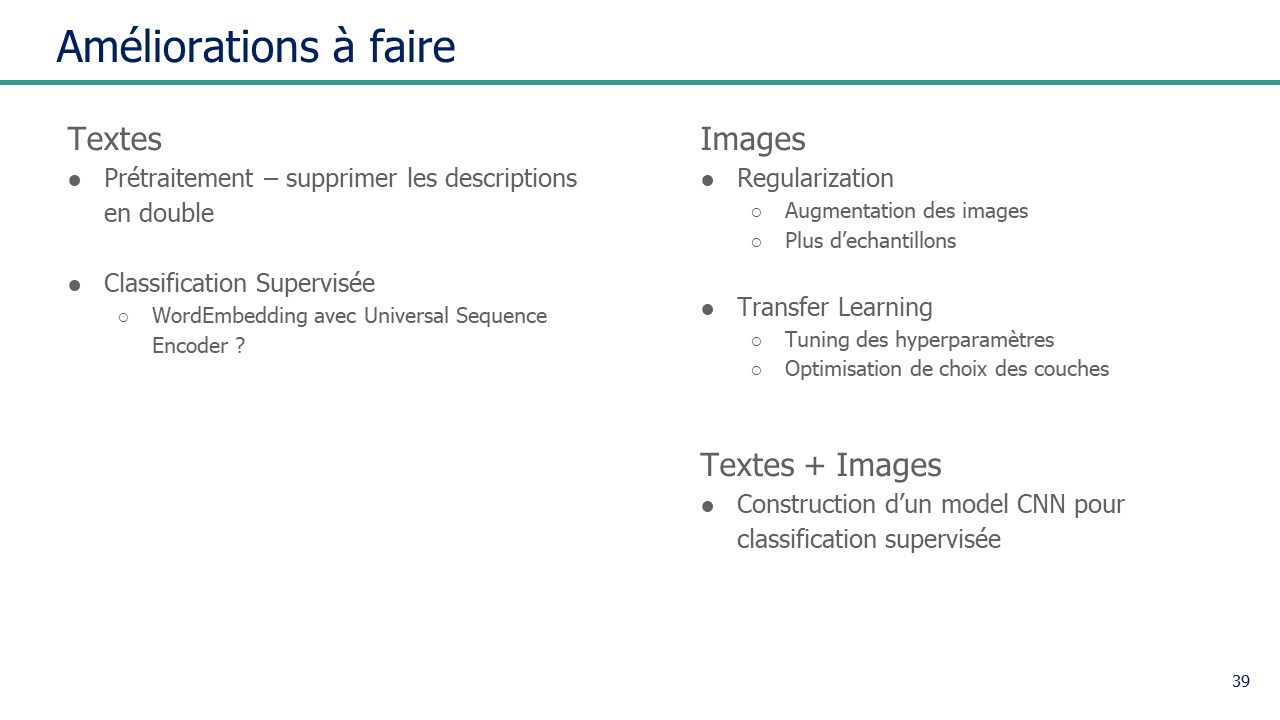 Améliorations à faire
Textes
● Prétraitement – supprimer les descriptions
en double
● Classification Supervisée
○ WordEmbedding avec Universal Sequence
Encoder ?
Images
● Regularization
○ Augmentation des images
○ Plus d’echantillons
● Transfer Learning
○ Tuning des hyperparamètres
○ Optimisation de choix des couches
Textes + Images
● Construction d’un model CNN pour
classification supervisée
39